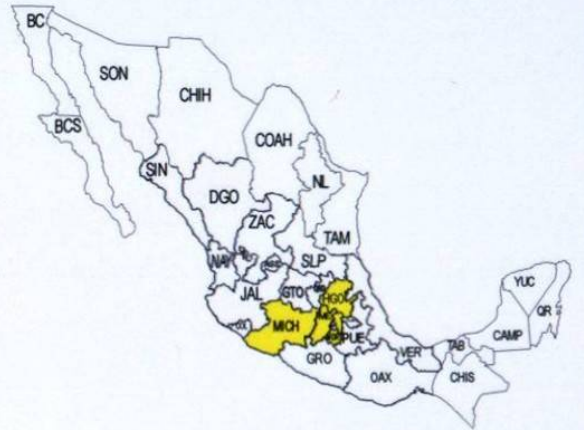 BC
SON
CHIH
COAH
BCS
SIN
NL
DGO
ZAC
TAM
NAY
SLP
YUC
JAL
GTO
HGO
QR
MICH
PUE
VER
TAB
CAMP
GRO
OAX
CHIS